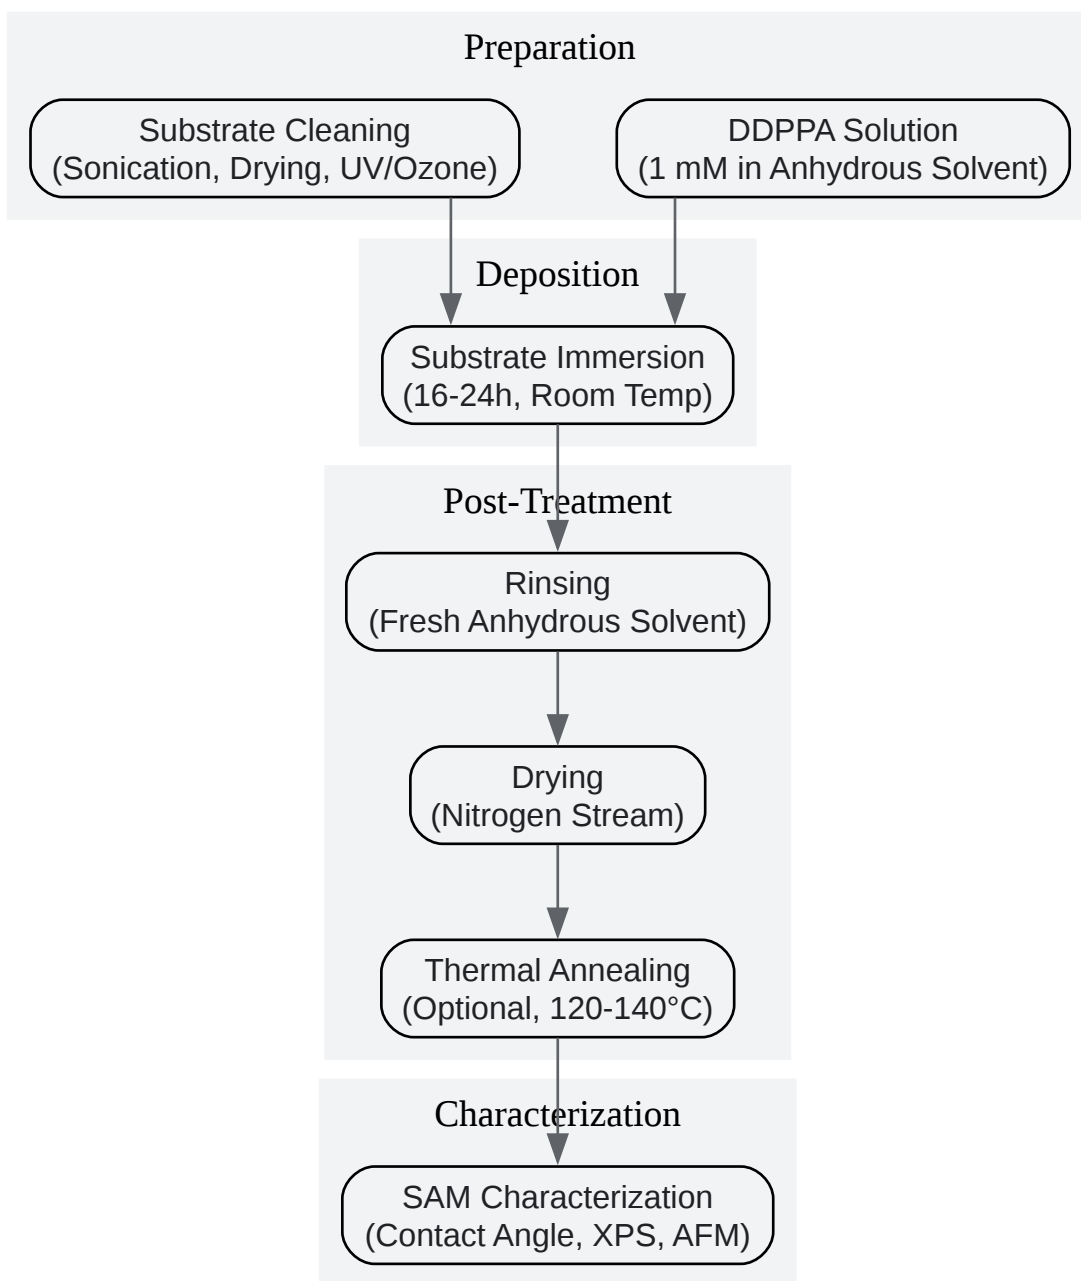 Preparation
Substrate Cleaning
(Sonication, Drying, UV/Ozone)
DDPPA Solution
(1 mM in Anhydrous Solvent)
Deposition
Substrate Immersion
(16-24h, Room Temp)
Post-Treatment
Rinsing
(Fresh Anhydrous Solvent)
Drying
(Nitrogen Stream)
Thermal Annealing
(Optional, 120-140°C)
Characterization
SAM Characterization
(Contact Angle, XPS, AFM)